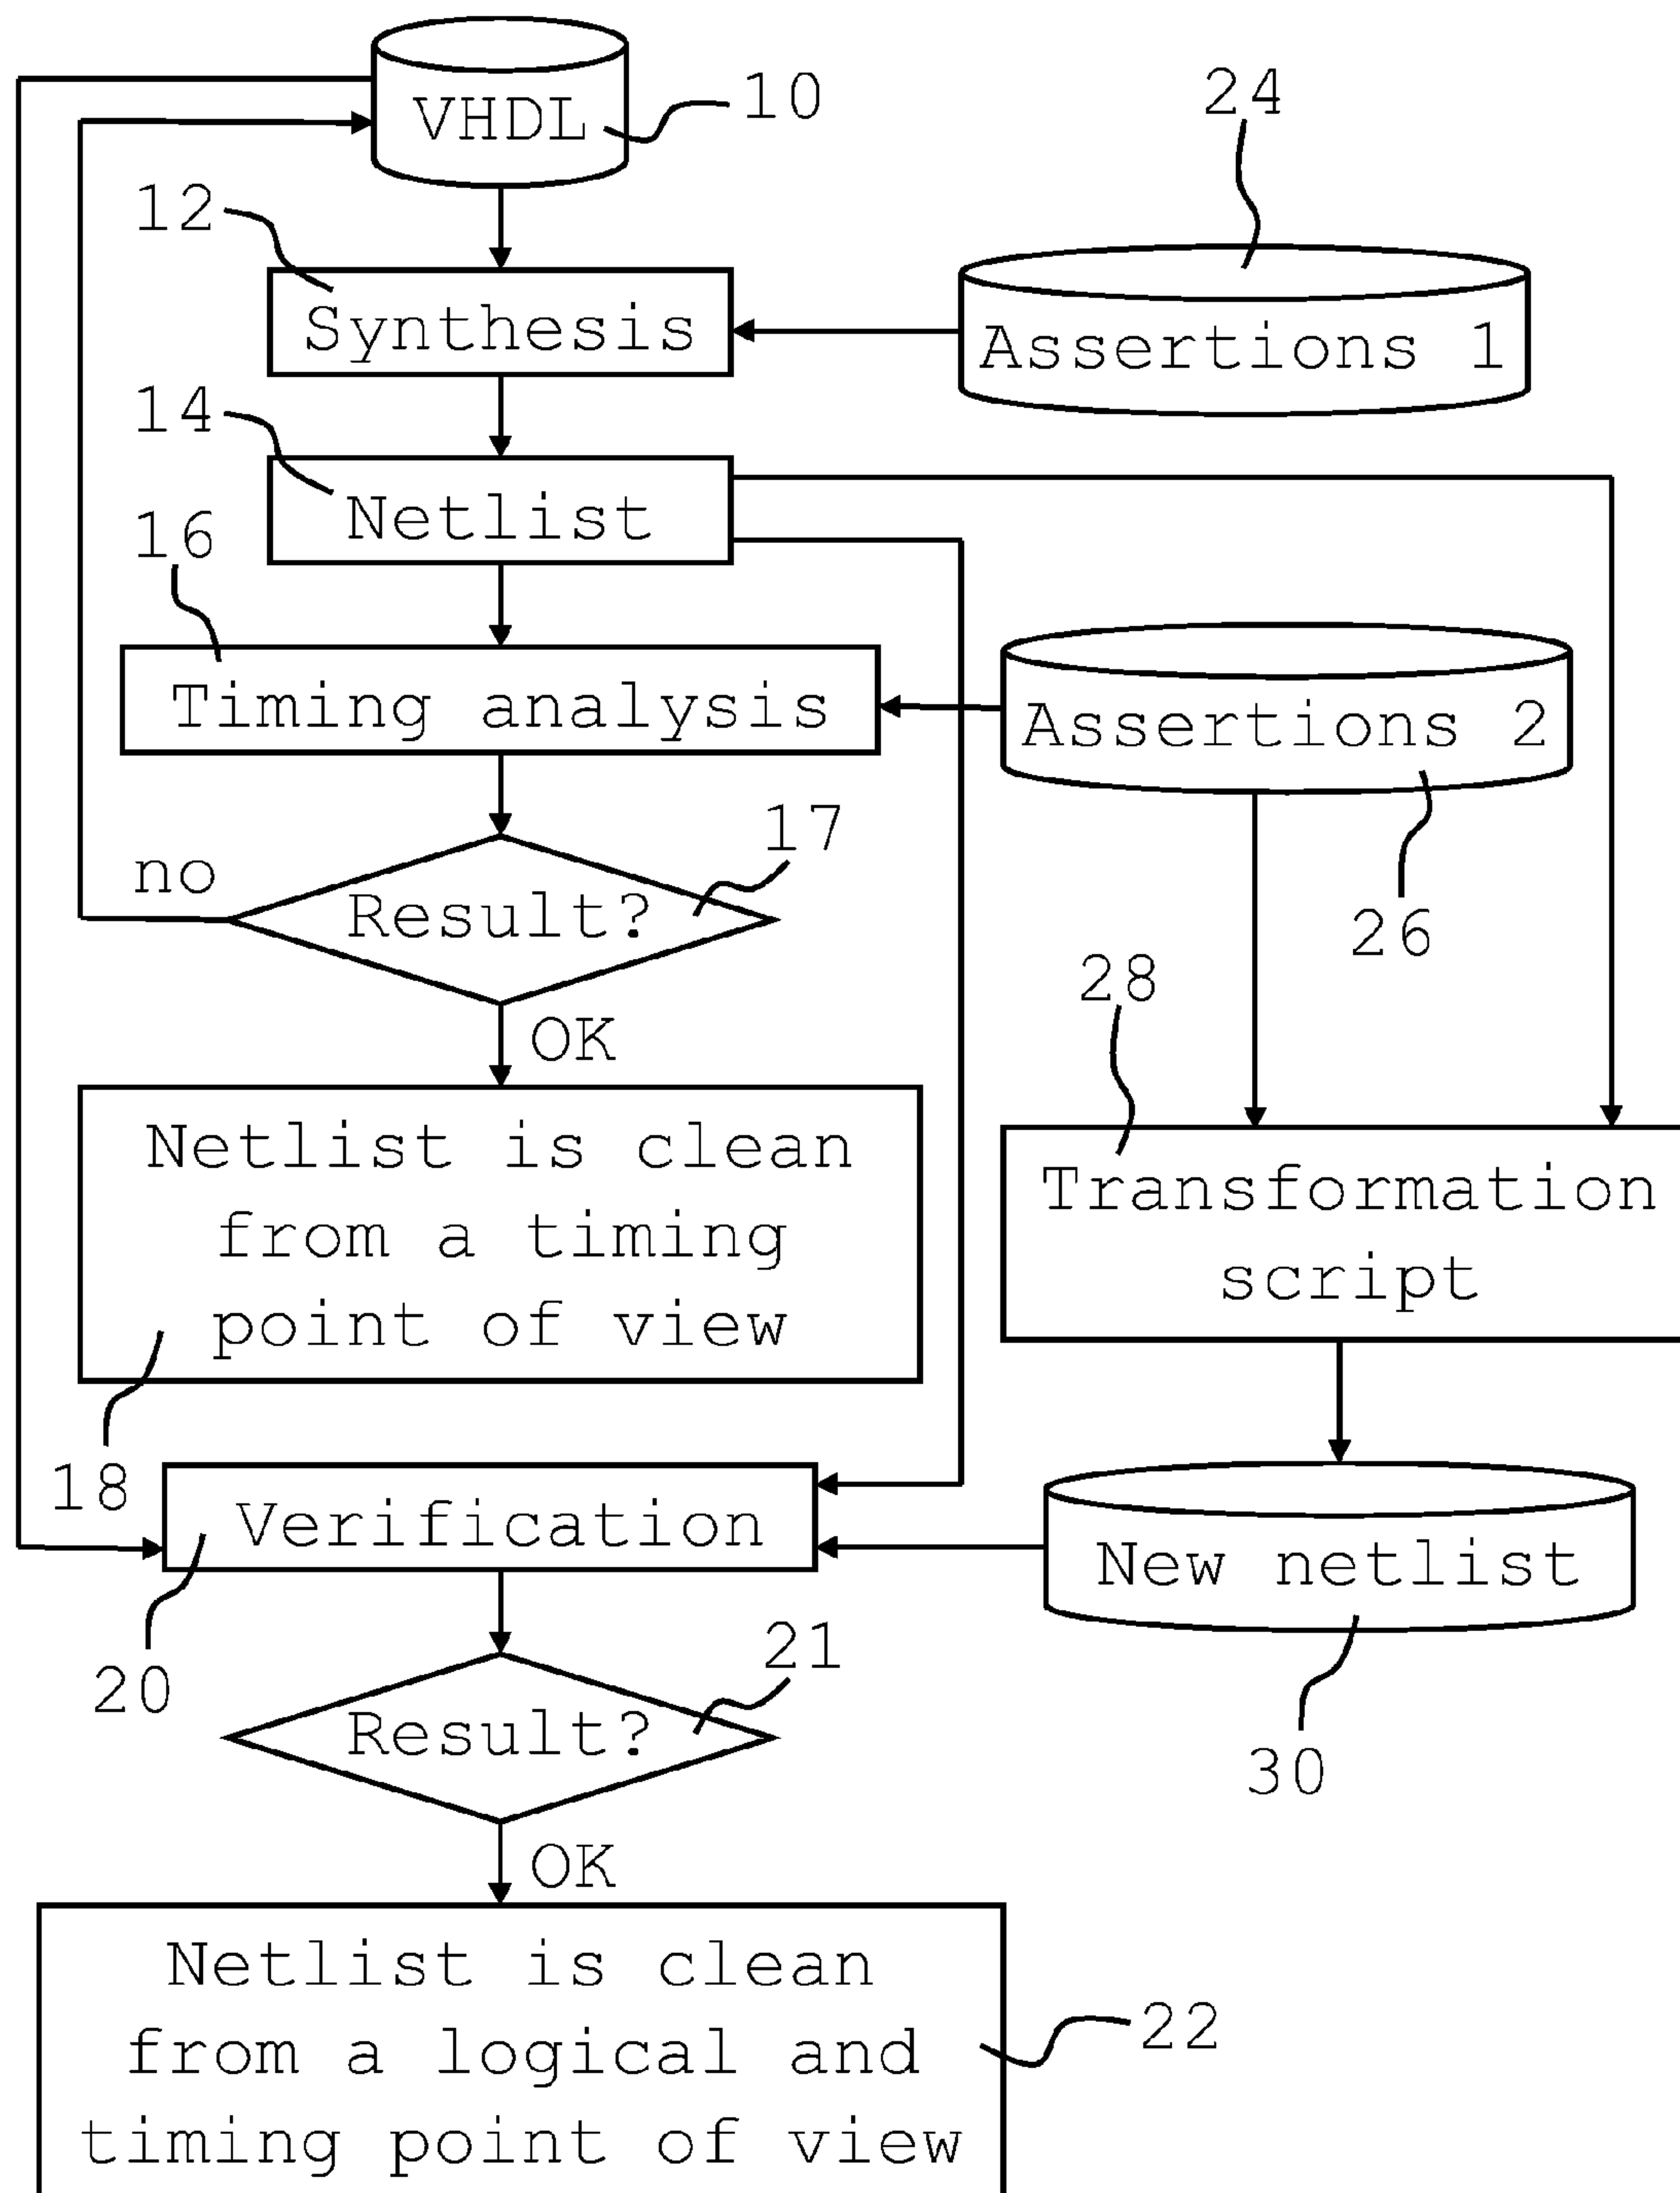 VHDL
10
24
12
Synthesis
Assertions 1
14
Netlist
16
Timing analysis
Assertions 2
17
no
Result?
26
28
OK
Netlist is clean
from a timing
point of view
Transformation
script
18
Verification
New netlist
20
21
Result?
30
OK
Netlist is clean
from a logical and
timing point of view
22